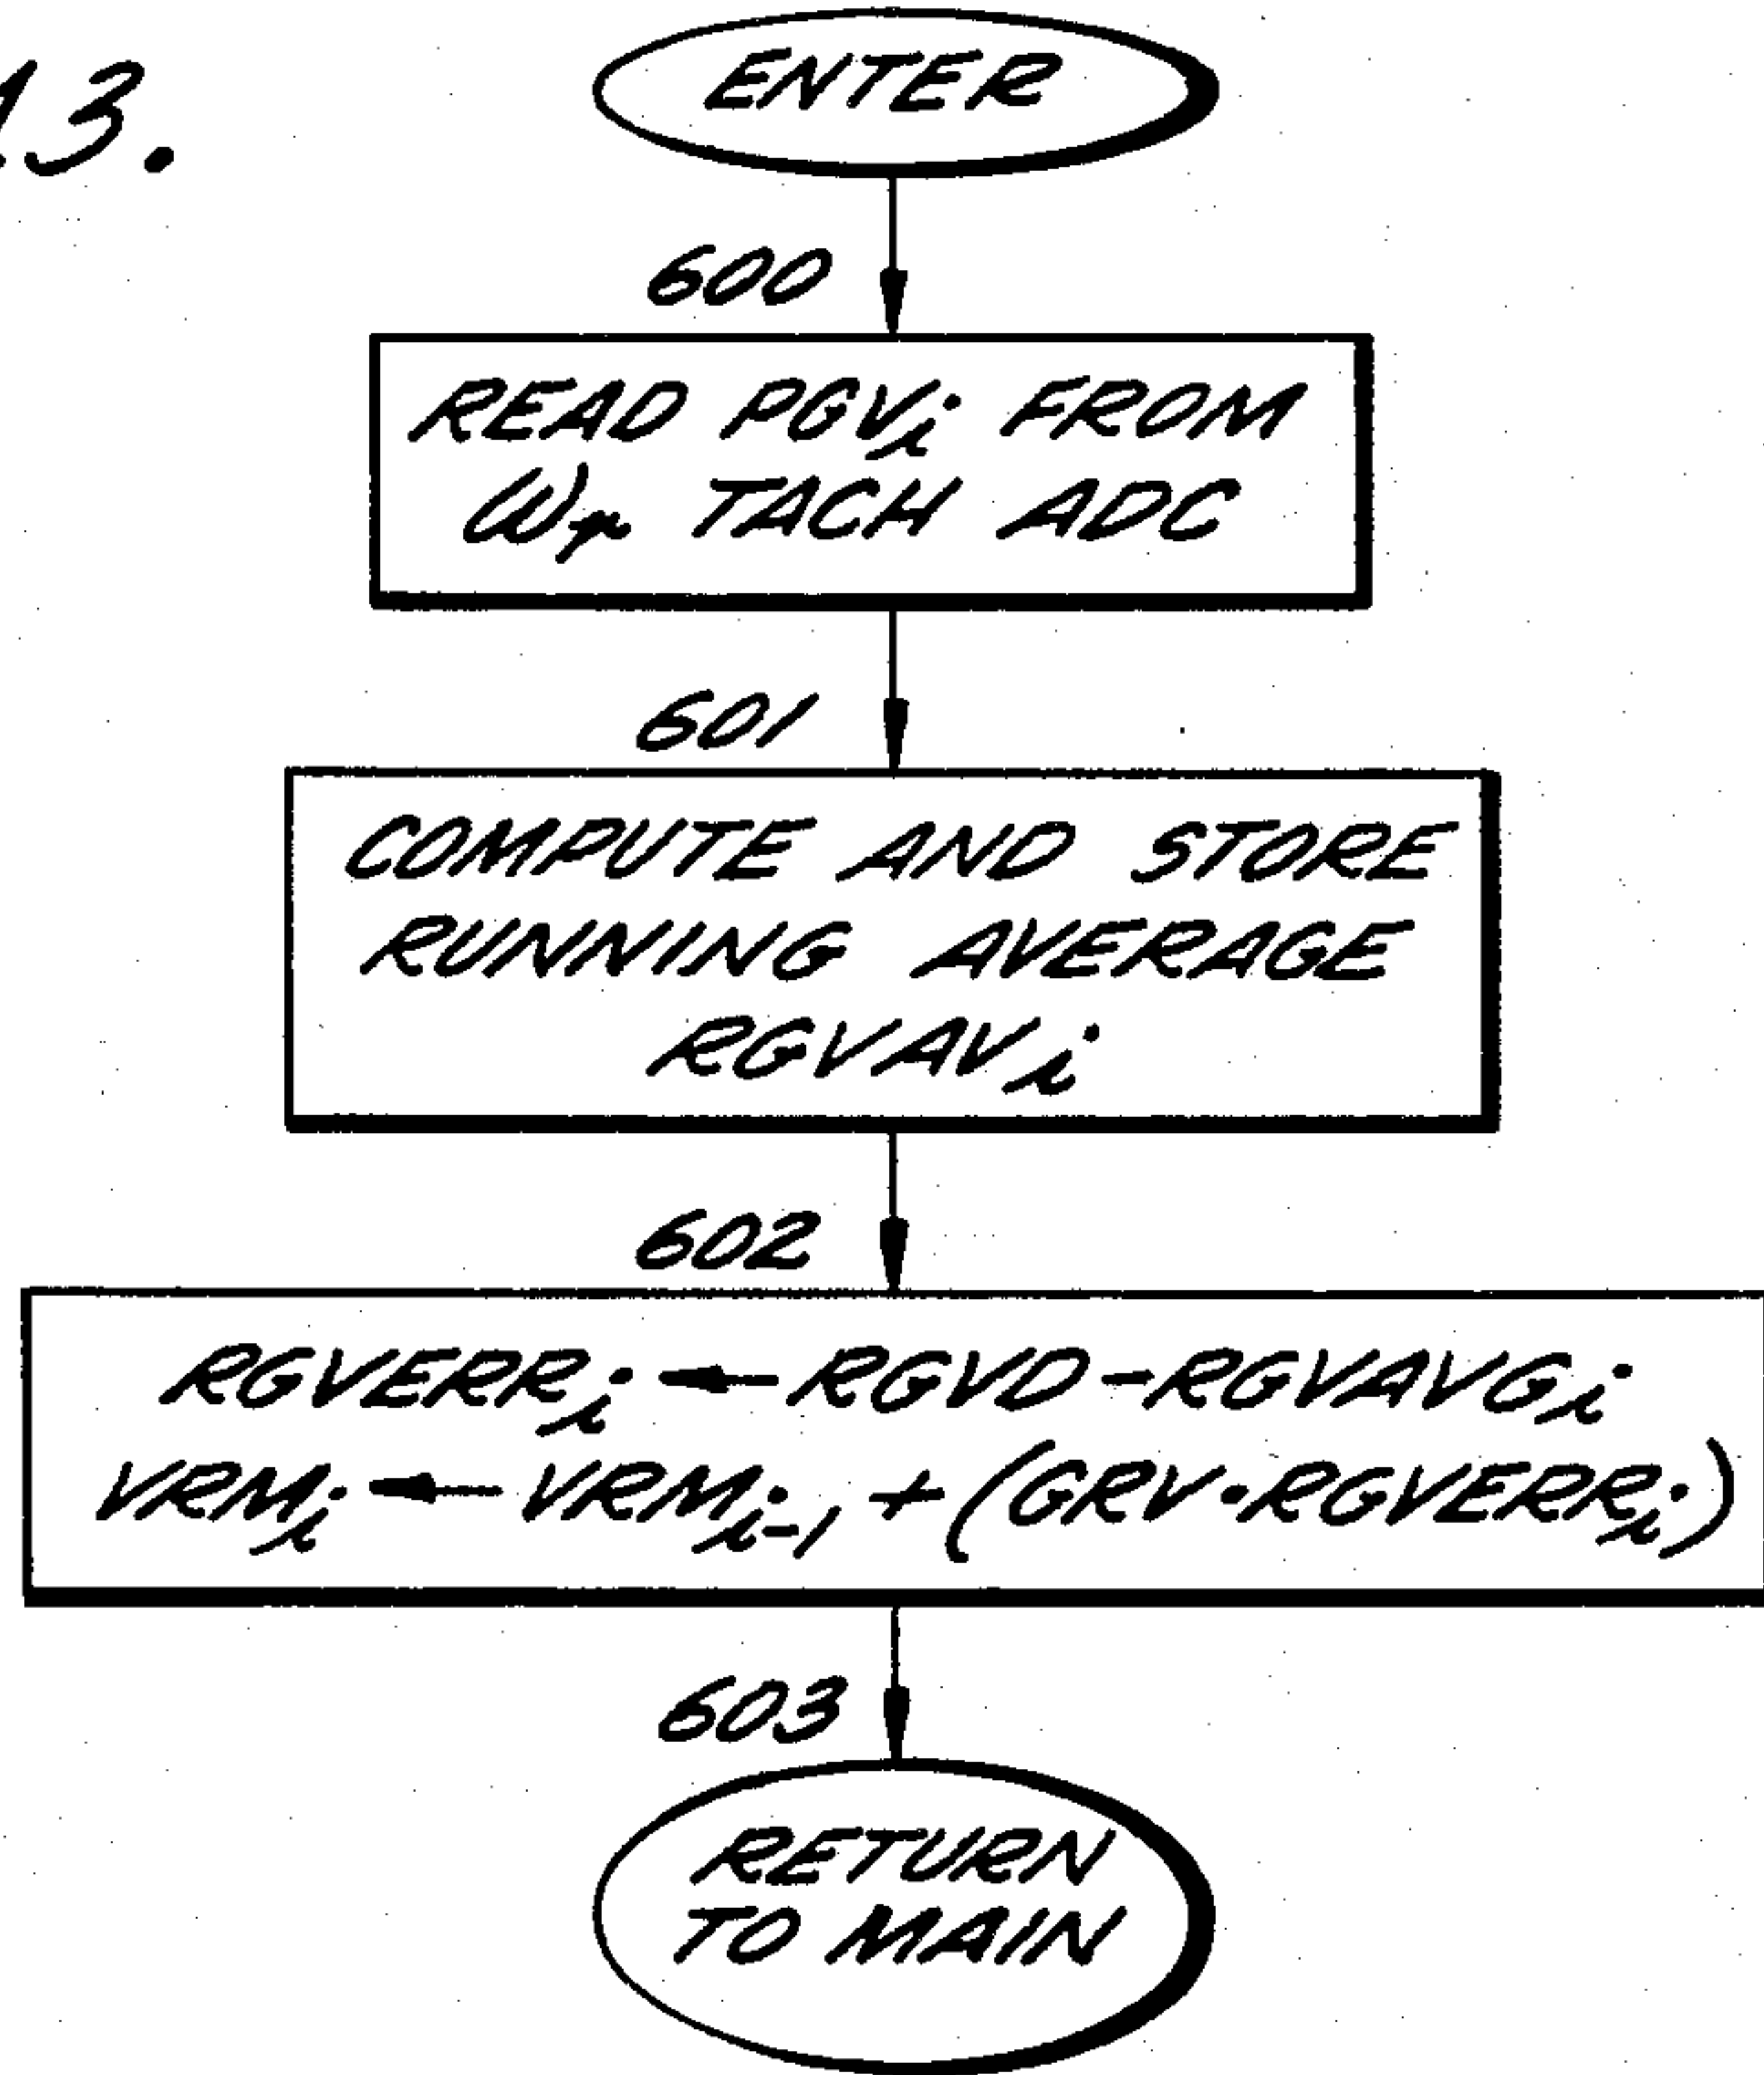 13.
ENTER
600
READ PGVi FROM
Wr TACH ADC
601
COMPUTE AND STORE
RUNNING AVERAGE
RGVAVi
602
RGVERRi ← RGVD-RGVAVGi
VRMi ← VRMi-1 + (GRV·RGVERRi)
603
RETURN
TO MAIN